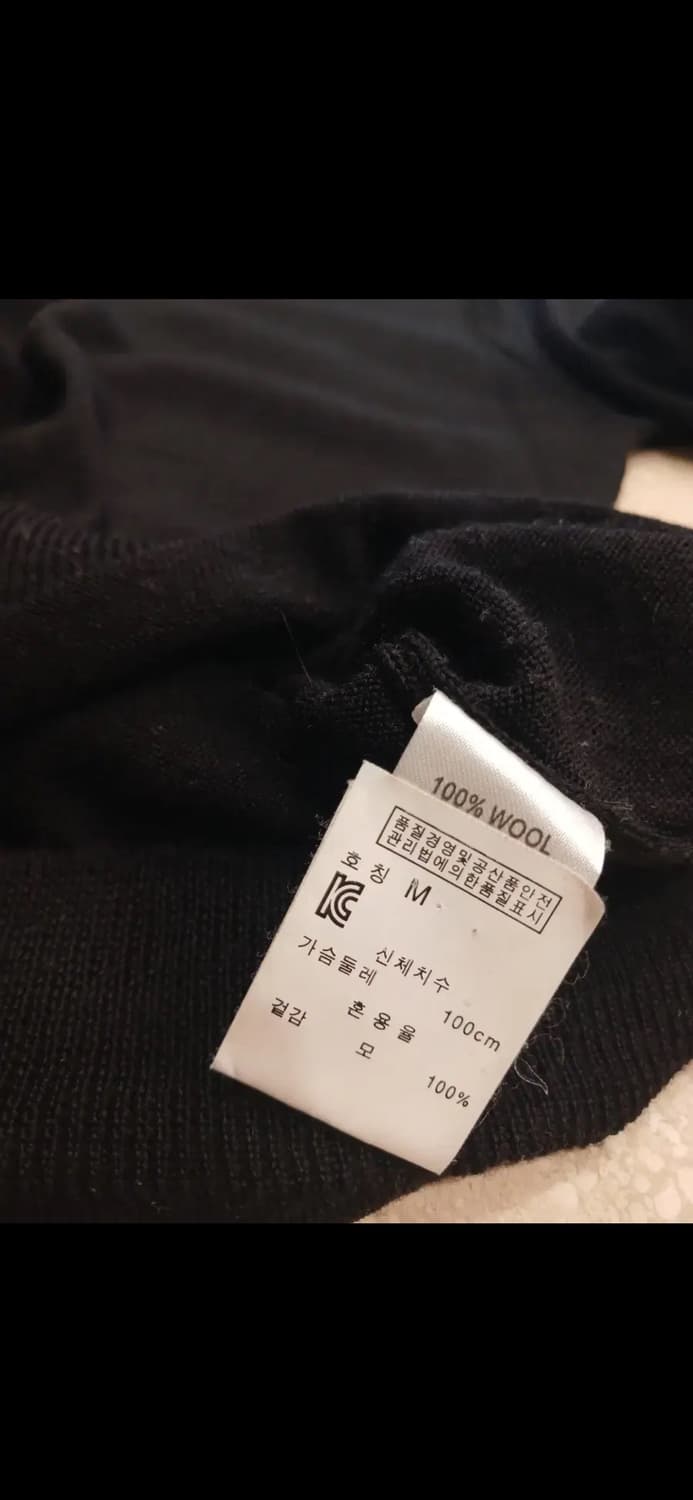 100% WOOL
품질경영및공산품안전
관리법에의한품질표시
호칭 M
KC
신체치수
가슴둘레 100cm
혼용율
겉감 모 100%